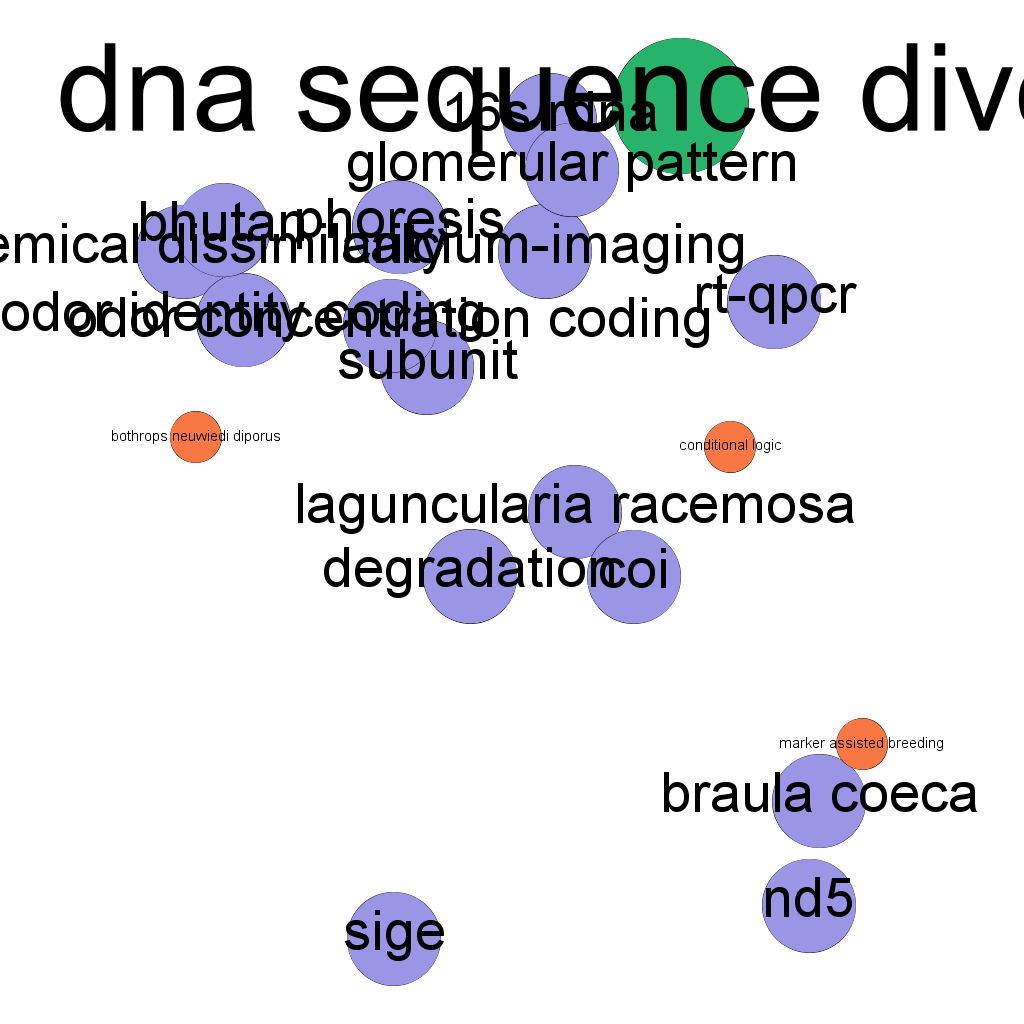 dna sequence dive
16s rdna
glomerular pattern
bhutan
phoresis
emical dissimilarity
calcium-imaging
rt-qpcr
odor identity coding
odor concentration coding
subunit
bothrops neuwiedi diporus
conditional logic
laguncularia racemosa
degradation
coi
marker assisted breeding
braula coeca
nd5
sige